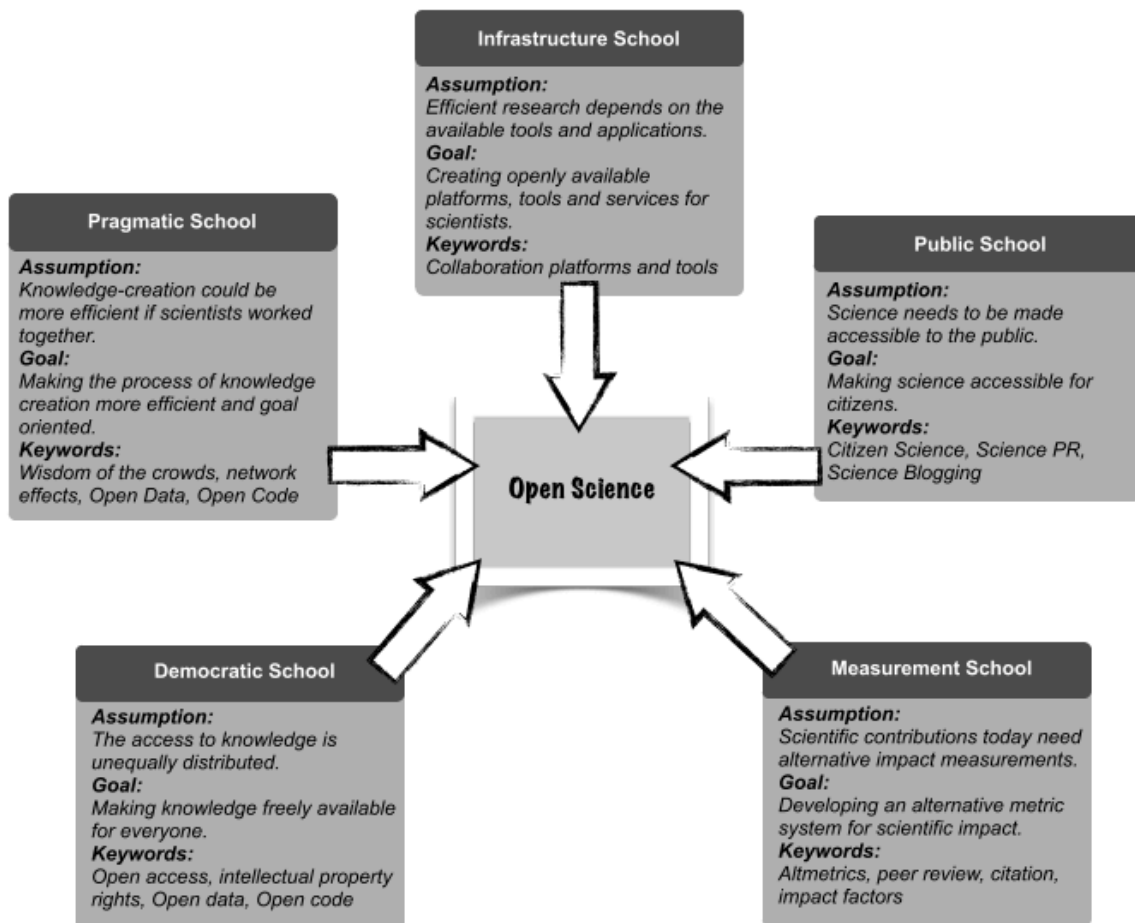 Infrastructure School
Assumption:
Efficient research depends on the
available tools and applications.
Goal:
Creating openly available
platforms, tools and services for
scientists.
Keywords:
Collaboration platforms and tools
Pragmatic School
Assumption:
Knowledge-creation could be
more efficient if scientists worked
together.
Goal:
Making the process of knowledge
creation more efficient and goal
oriented.
Keywords:
Wisdom of the crowds, network
effects, Open Data, Open Code
Public School
Assumption:
Science needs to be made
accessible to the public.
Goal:
Making science accessible for
citizens.
Keywords:
Citizen Science, Science PR,
Science Blogging
Open Science
Democratic School
Assumption:
The access to knowledge is
unequally distributed.
Goal:
Making knowledge freely available
for everyone.
Keywords:
Open access, intellectual property
rights, Open data, Open code
Measurement School
Assumption:
Scientific contributions today need
alternative impact measurements.
Goal:
Developing an alternative metric
system for scientific impact.
Keywords:
Altmetrics, peer review, citation,
impact factors